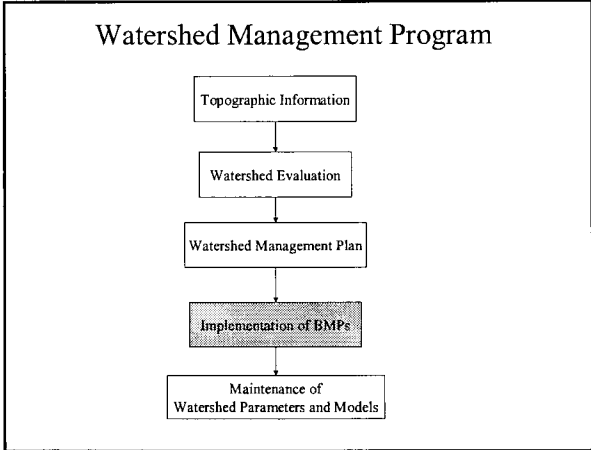 Watershed Management Program
Topographic Information
Watershed Evaluation
Watershed Management Plan
Implementation of BMPs
Maintenance of
Watershed Parameters and Models